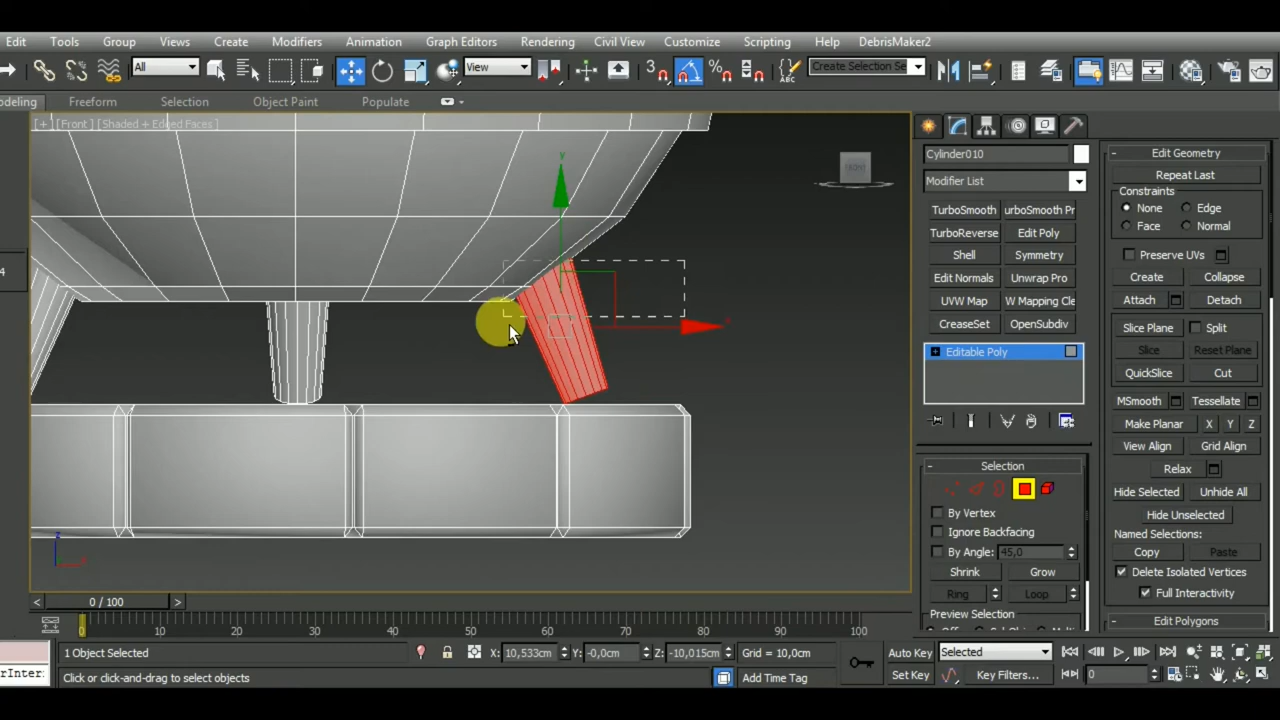 Edit Tools Group Views Create Modifiers Animation Graph Editors Rendering Civil View Customize Scripting Help DebrisMaker2
All View 3 Create Selection Se
odeling Freeform Selection Object Paint Populate
[+] [Front] [Shaded + Edged Faces]
FRONT
y
x
4
z
x
Cylinder010
Modifier List
TurboSmooth urboSmooth Pr
TurboReverse Edit Poly
Shell Symmetry
Edit Normals Unwrap Pro
UVW Map W Mapping Cle
CreaseSet OpenSubdiv
Editable Poly
Selection
By Vertex
Ignore Backfacing
By Angle: 45,0
Shrink Grow
Ring Loop
Preview Selection
Edit Geometry
Repeat Last
Constraints
None Edge
Face Normal
Preserve UVs
Create Collapse
Attach Detach
Slice Plane Split
Slice Reset Plane
QuickSlice Cut
MSmooth Tessellate
Make Planar X Y Z
View Align Grid Align
Relax
Hide Selected Unhide All
Hide Unselected
Named Selections:
Copy Paste
Delete Isolated Vertices
Full Interactivity
Edit Polygons
< 0 / 100 >
0 10 20 30 40 50 60 70 80 90 100
1 Object Selected X: 10,533cm Y: -0,0cm Z: -10,015cm Grid = 10,0cm Auto Key Selected
rInter: Click or click-and-drag to select objects Add Time Tag Set Key Key Filters... 0